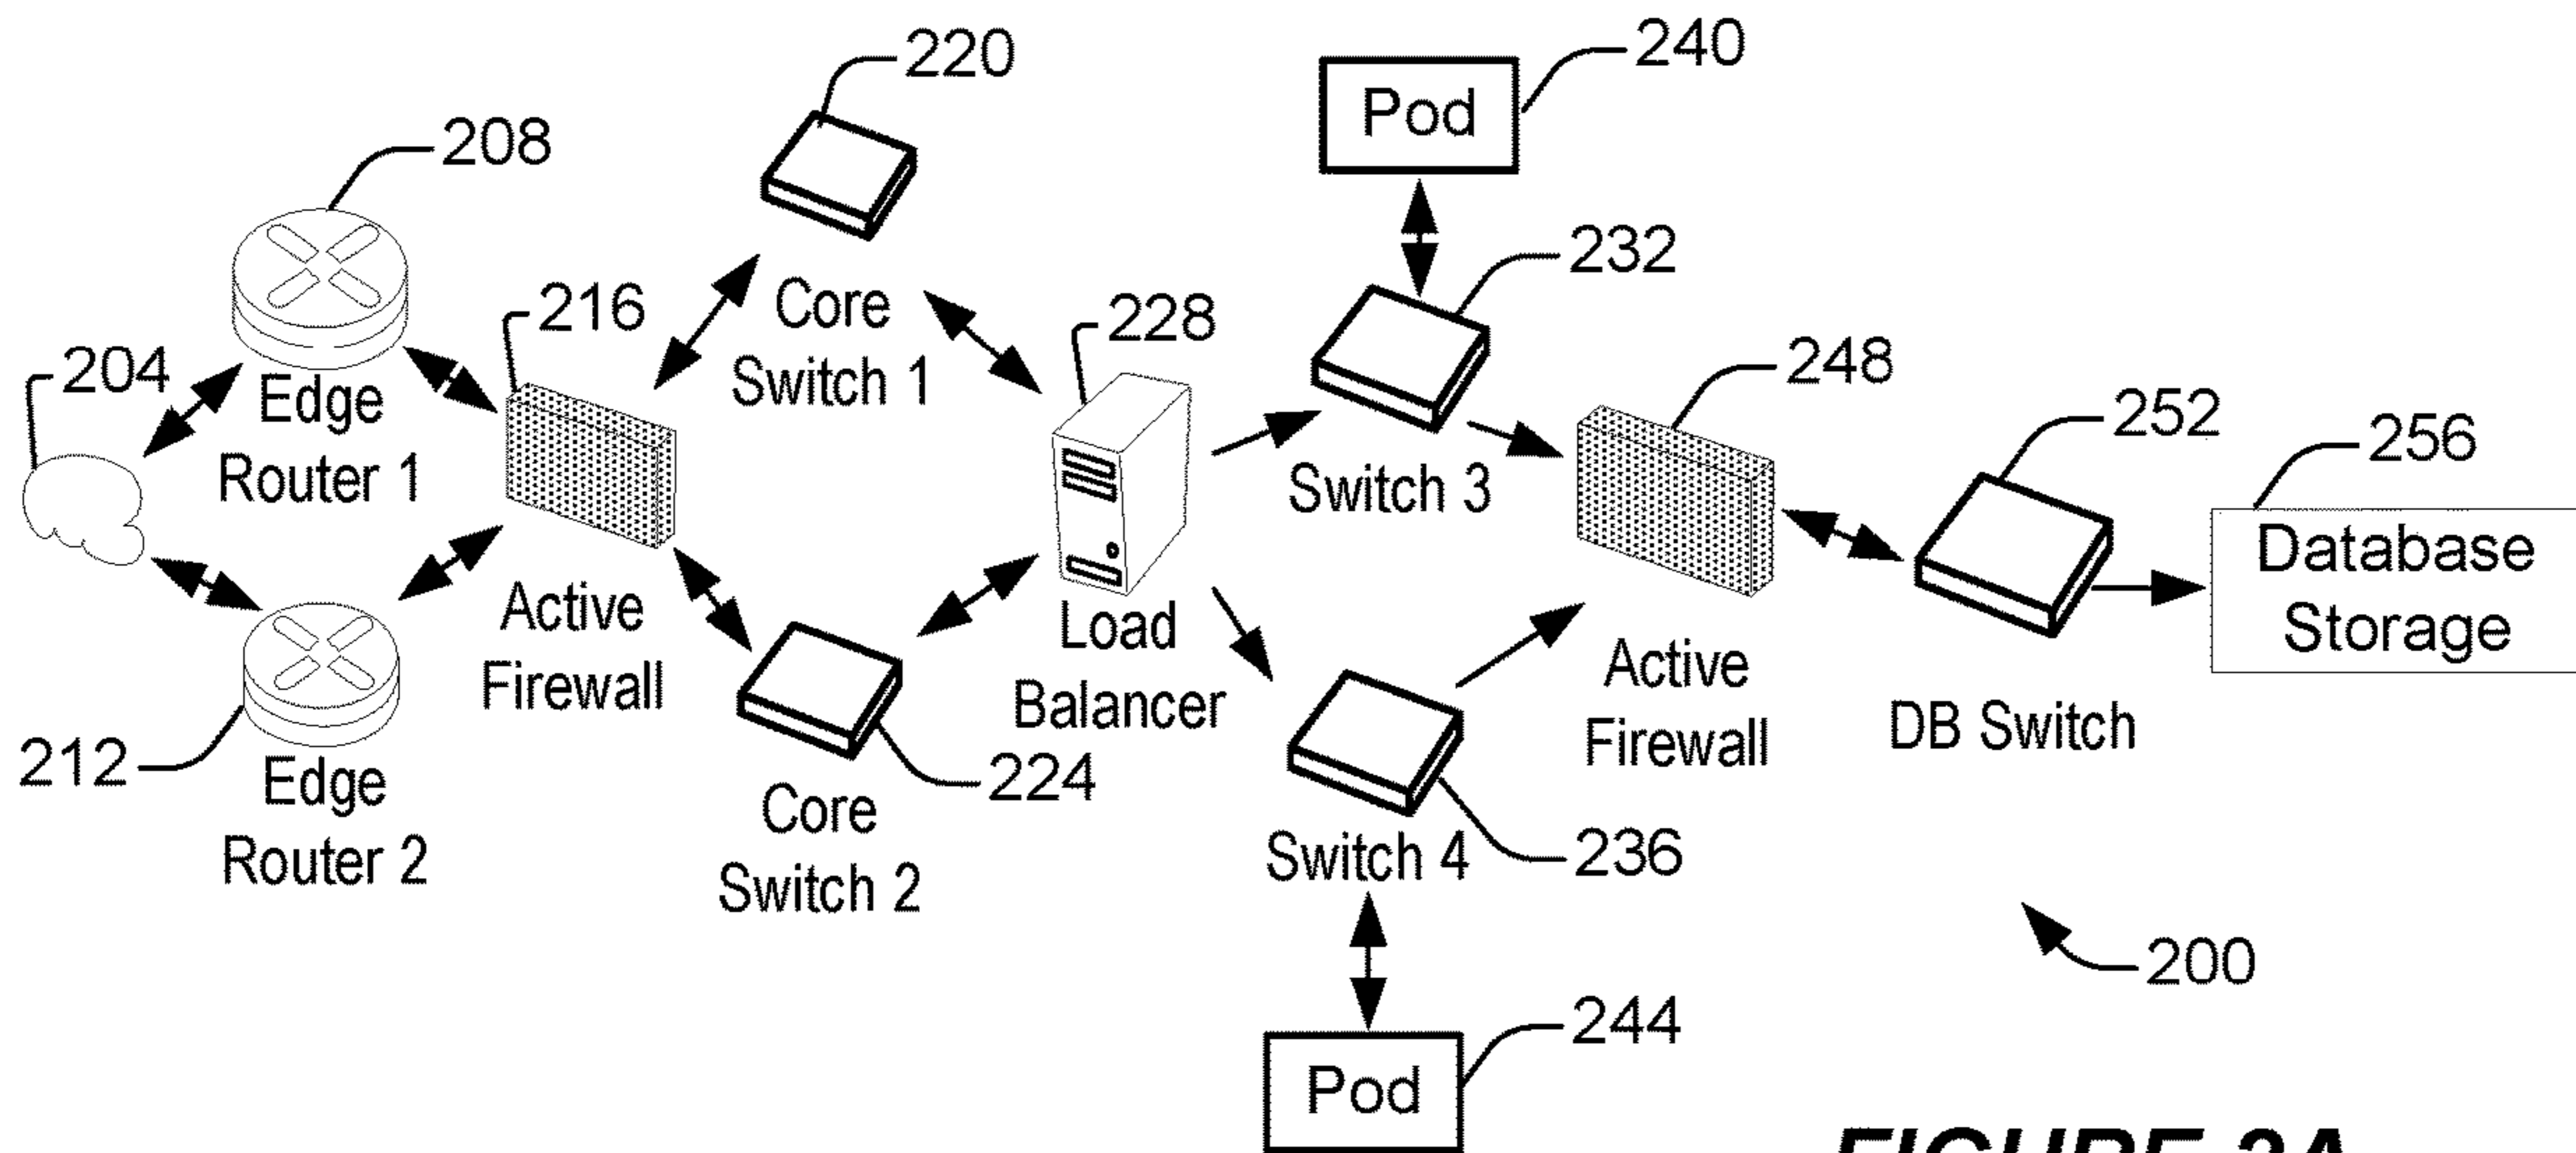 220
240
Pod
208
232
216
Core
Switch 1
228
204
Edge
Router 1
248
252
256
Switch 3
Database
Storage
Active
Firewall
Load
Balancer
Active
Firewall
DB Switch
212
Edge
Router 2
224
Core
Switch 2
Switch 4
236
200
244
Pod